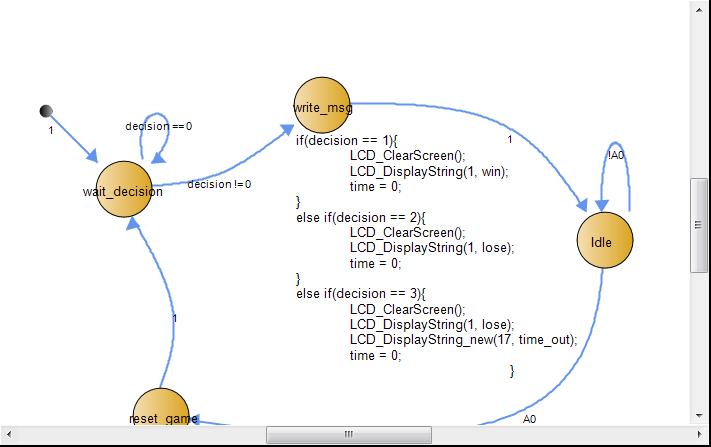 write_msg
decision ==0
1
if(decision == 1){
LCD_ClearScreen();
LCD_DisplayString(1, win);
time = 0;
}
1
!A0
wait_decision
decision !=0
else if(decision == 2){
LCD_ClearScreen();
LCD_DisplayString(1, lose);
time = 0;
}
Idle
else if(decision == 3){
LCD_ClearScreen();
LCD_DisplayString(1, lose);
LCD_DisplayString_new(17, time_out);
time = 0;
}
1
reset_game
A0